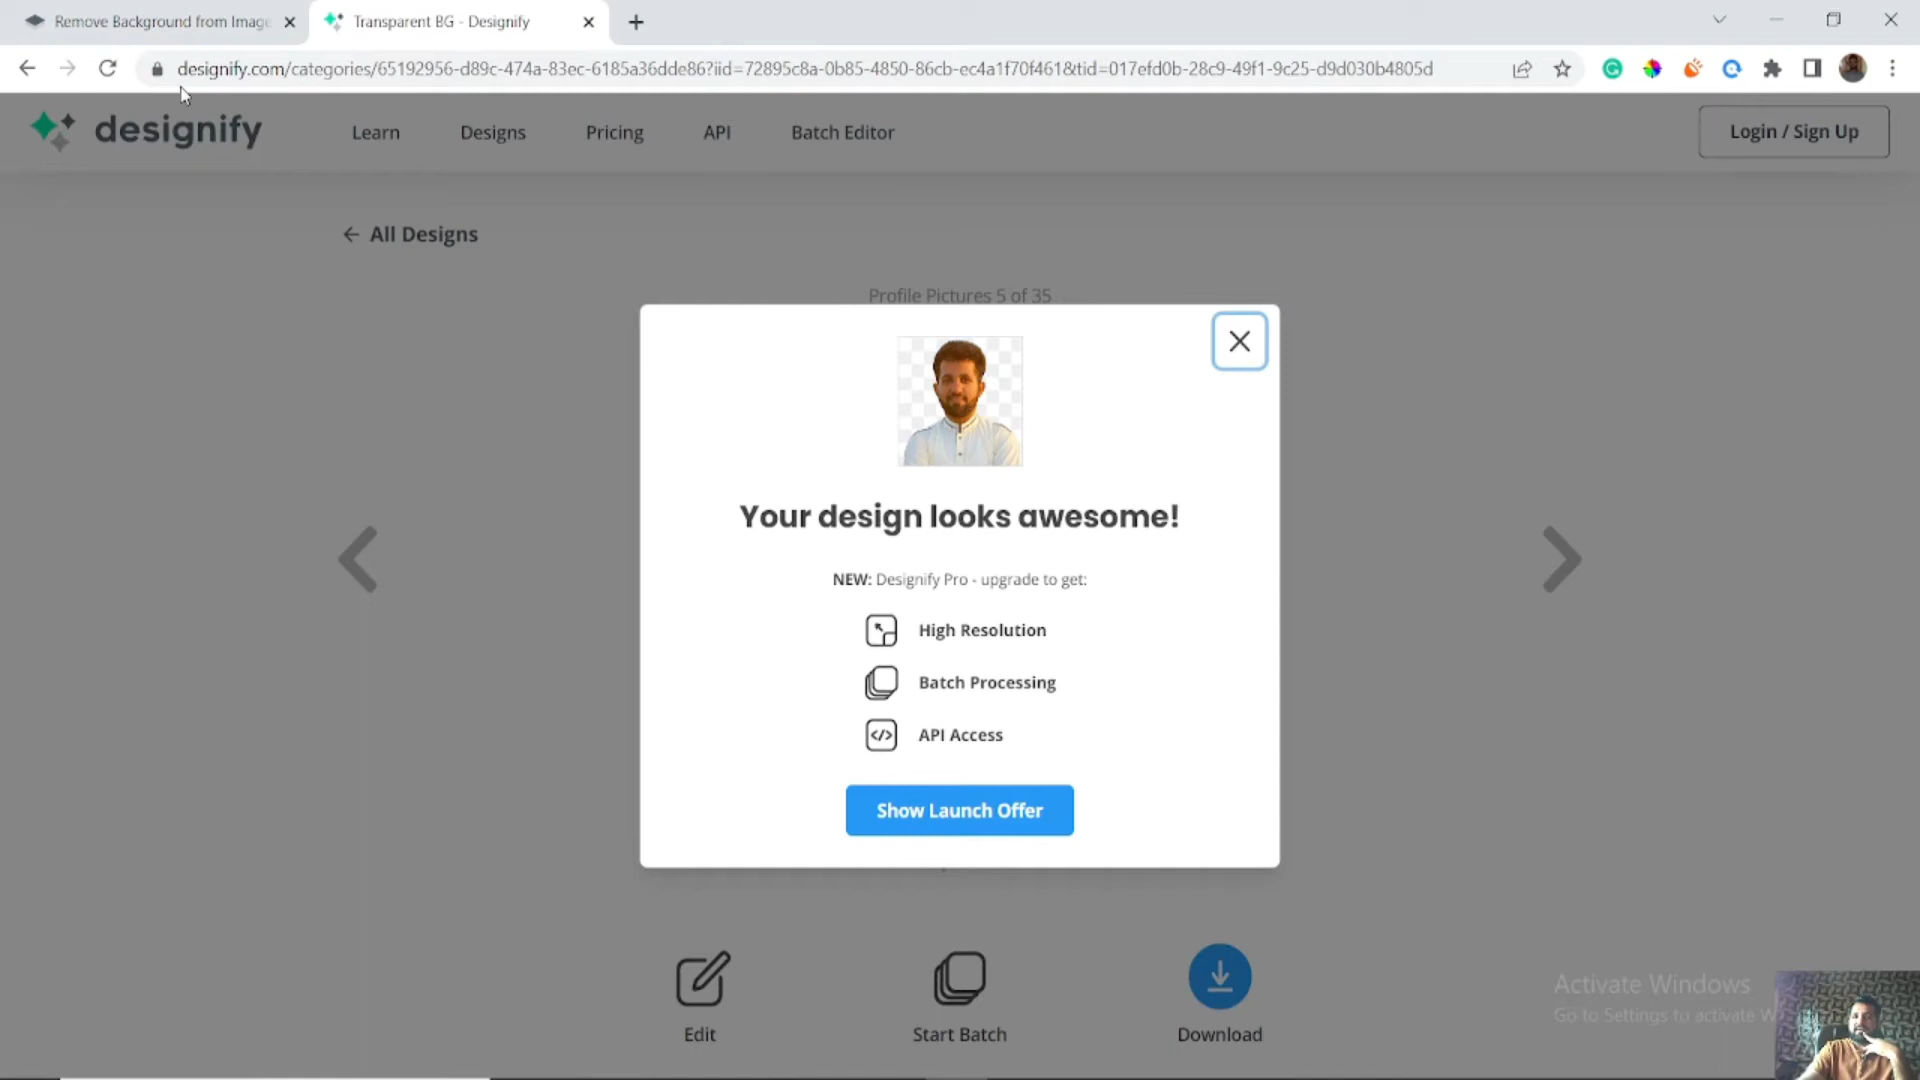 Remove Background from Image
Transparent BG - Designify
designify.com/categories/65192956-d89c-474a-83ec-6185a36dde86?iid=72895c8a-0b85-4850-86cb-ec4a1f70f461&tid=017efd0b-28c9-49f1-9c25-d9d030b4805d
designify
Learn
Designs
Pricing
API
Batch Editor
Login / Sign Up
All Designs
Profile Pictures 5 of 35
Your design looks awesome!
NEW: Designify Pro - upgrade to get:
High Resolution
Batch Processing
API Access
Show Launch Offer
Edit
Start Batch
Download
Activate Windows
Go to Settings to activate W